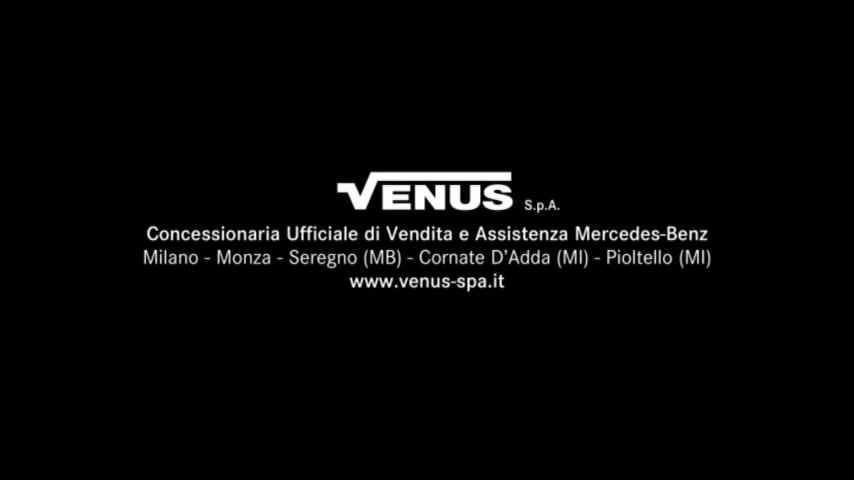 VENUS S.p.A.
Concessionaria Ufficiale di Vendita e Assistenza Mercedes-Benz
Milano - Monza - Seregno (MB) - Cornate D'Adda (MI) - Pioltello (MI)
www.venus-spa.it